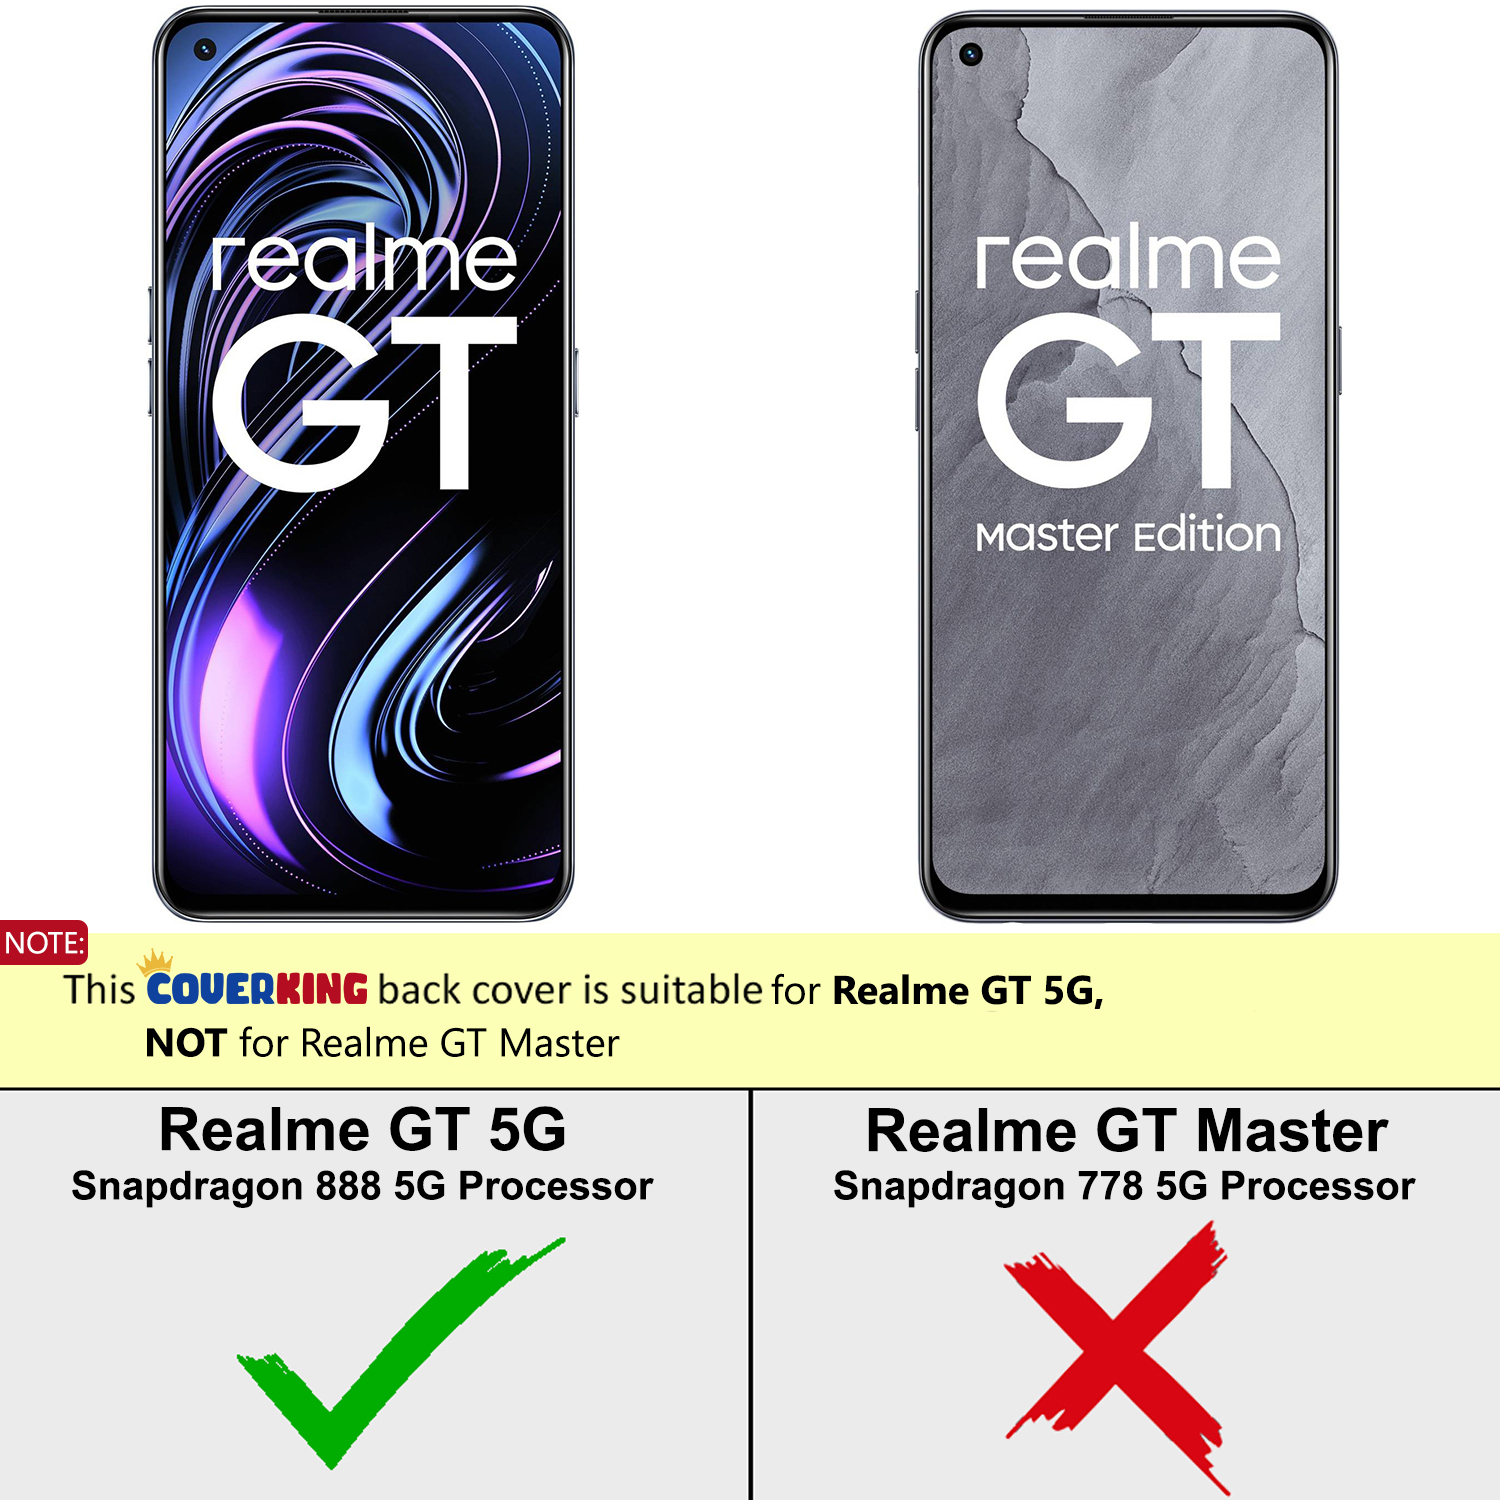 realme
GT
realme
GT
Master Edition
NOTE:
This COVERKING back cover is suitable for Realme GT 5G,
NOT for Realme GT Master
Realme GT 5G
Snapdragon 888 5G Processor
Realme GT Master
Snapdragon 778 5G Processor